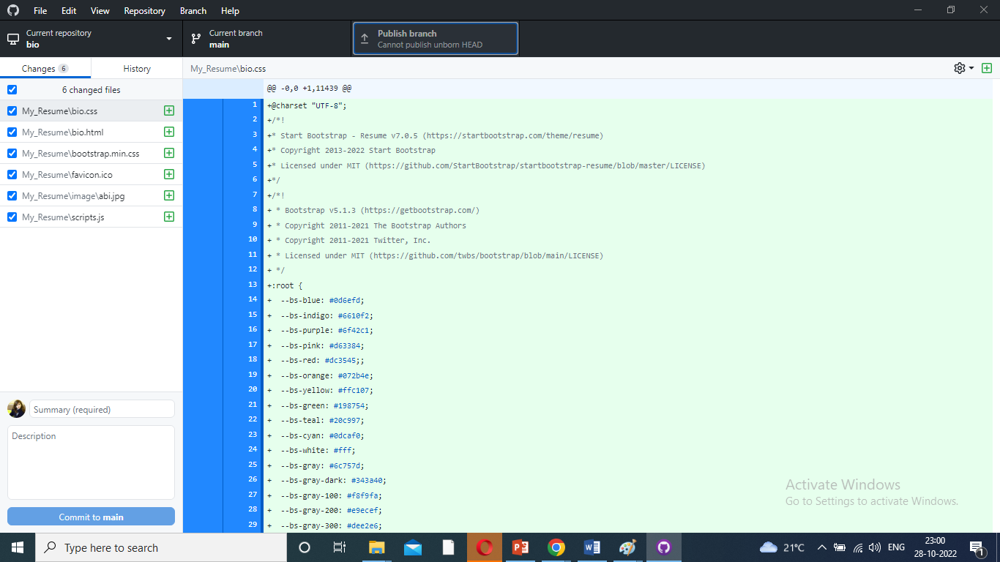 File Edit View Repository Branch Help
Current repository
bio
Current branch
main
Publish branch
Cannot publish unborn HEAD
Changes 6
History
My_Resume\bio.css
6 changed files
My_Resume\bio.css
My_Resume\bio.html
My_Resume\bootstrap.min.css
My_Resume\favicon.ico
My_Resume\image\abi.jpg
My_Resume\scripts.js
Summary (required)
Description
Commit to main
@@ -0,0 +1,11439 @@
1 +@charset "UTF-8";
2 +/*!
3 +* Start Bootstrap - Resume v7.0.5 (https://startbootstrap.com/theme/resume)
4 +* Copyright 2013-2022 Start Bootstrap
5 +* Licensed under MIT (https://github.com/StartBootstrap/startbootstrap-resume/blob/master/LICENSE)
6 +*/
7 +/*!
8 + * Bootstrap v5.1.3 (https://getbootstrap.com/)
9 + * Copyright 2011-2021 The Bootstrap Authors
10 + * Copyright 2011-2021 Twitter, Inc.
11 + * Licensed under MIT (https://github.com/twbs/bootstrap/blob/main/LICENSE)
12 + */
13 +:root {
14 + --bs-blue: #0d6efd;
15 + --bs-indigo: #6610f2;
16 + --bs-purple: #6f42c1;
17 + --bs-pink: #d63384;
18 + --bs-red: #dc3545;;
19 + --bs-orange: #072b4e;
20 + --bs-yellow: #ffc107;
21 + --bs-green: #198754;
22 + --bs-teal: #20c997;
23 + --bs-cyan: #0dcaf0;
24 + --bs-white: #fff;
25 + --bs-gray: #6c757d;
26 + --bs-gray-dark: #343a40;
27 + --bs-gray-100: #f8f9fa;
28 + --bs-gray-200: #e9ecef;
29 + --bs-gray-300: #dee2e6;
Activate Windows
Go to Settings to activate Windows.
Type here to search
21°C
ENG
23:00
28-10-2022
1